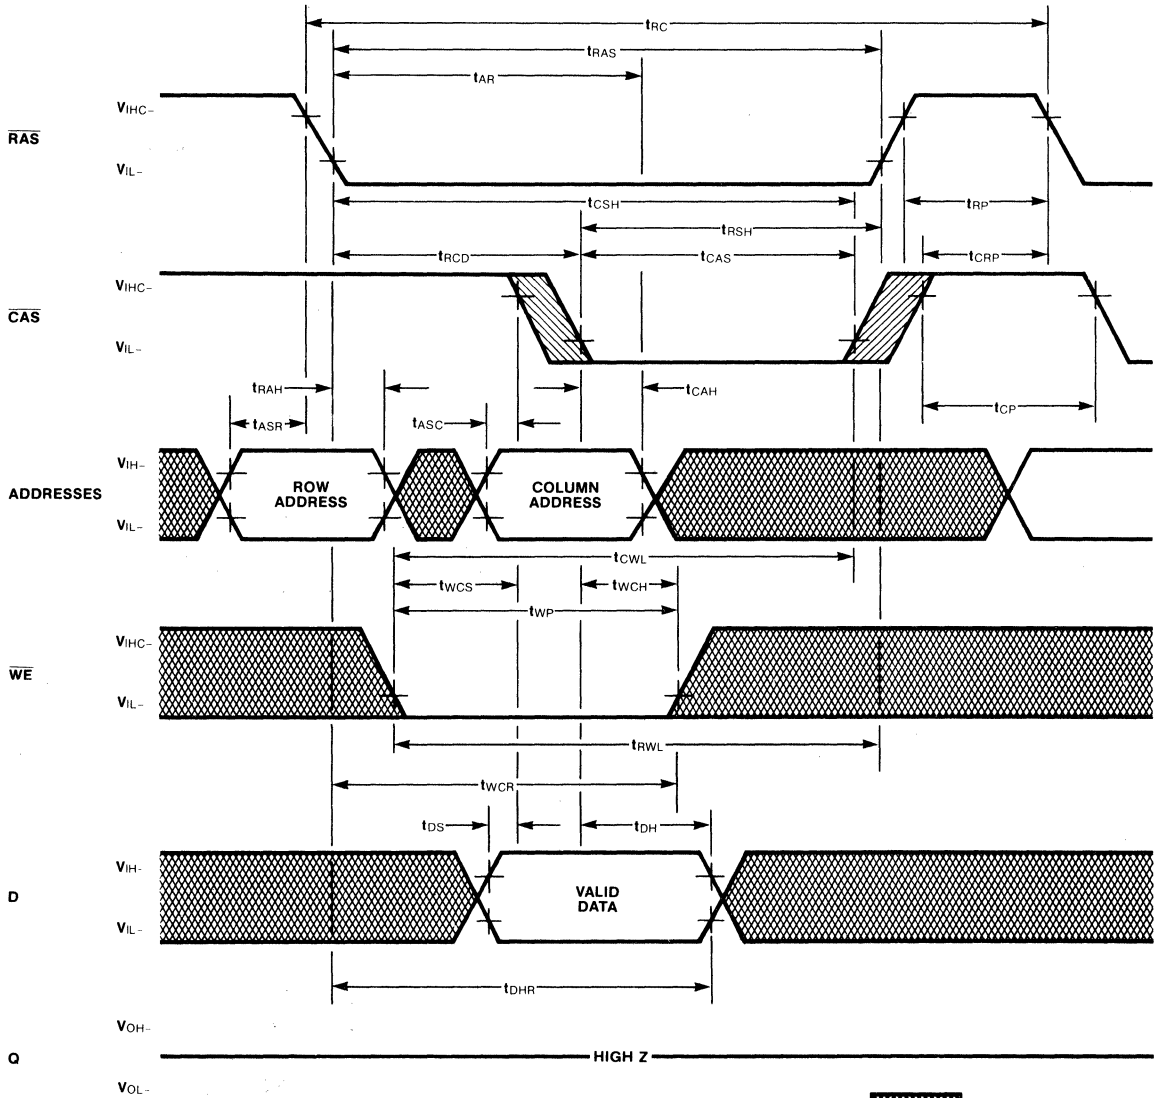 tRC
tRAS
tAR
VIHC-
RAS
VIL-
tCSH
tRP
tRSH
tRCD
tCAS
tCRP
VIHC-
CAS
VIL-
tRAH
tCAH
tCP
tASR
tASC
VIH-
ADDRESSES
ROW
ADDRESS
COLUMN
ADDRESS
VIL-
tCWL
tWCS
tWCH
tWP
VIHC-
WE
VIL-
tRWL
tWCR
tDS
tDH
VIH-
D
VALID
DATA
VIL-
tDHR
VOH-
Q
HIGH Z
VOL-